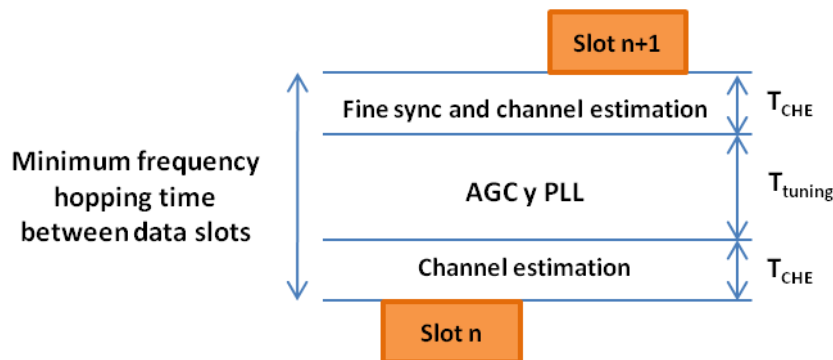 Slot n+1
Fine sync and channel estimation
T_CHE
Minimum frequency
hopping time
between data slots
AGC y PLL
T_tuning
Channel estimation
T_CHE
Slot n